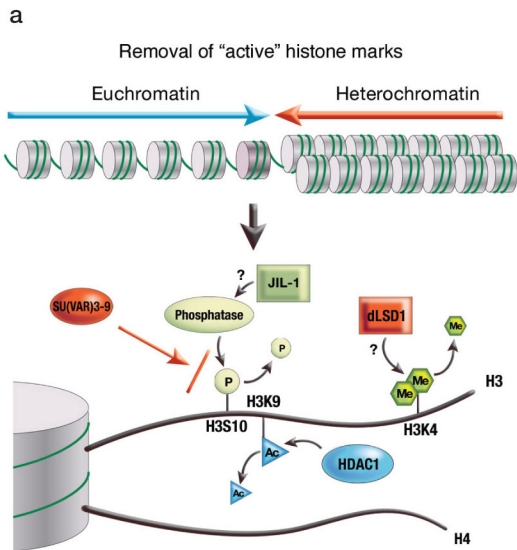 a
Removal of “active” histone marks
Euchromatin
Heterochromatin
?
JIL-1
SU(VAR)3-9
Phosphatase
dLSD1
Me
P
?
P
Me
Me
H3K9
H3
H3S10
H3K4
Ac
HDAC1
Ac
H4